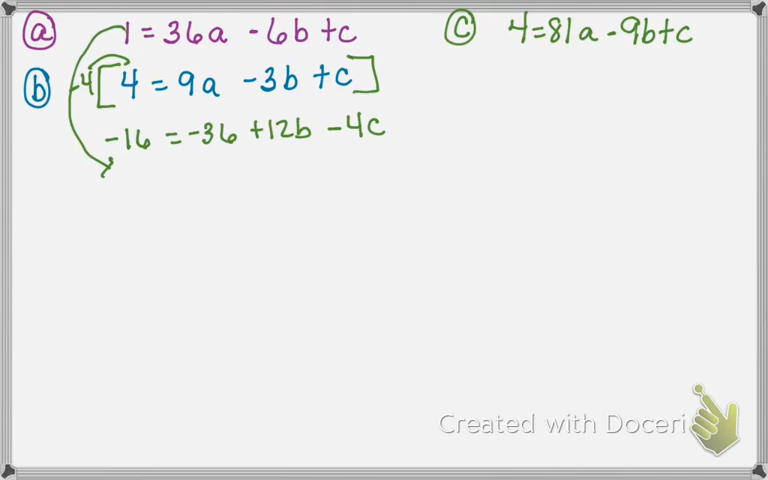 ⓐ 1 = 36a - 6b + c
ⓒ 4 = 81a - 9b + c
ⓑ -4[4 = 9a - 3b + c]
-16 = -36 + 12b - 4c
Created with Doceri